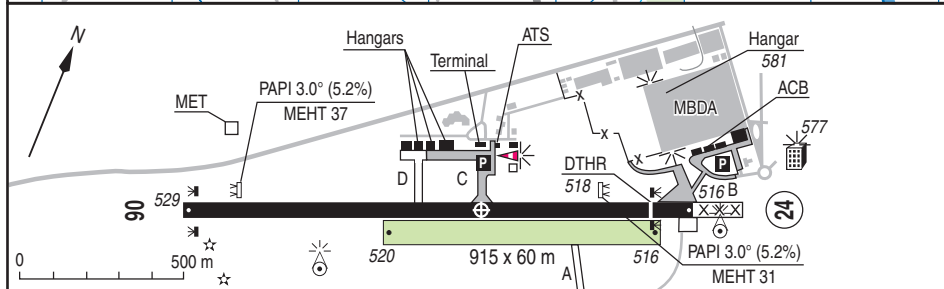 N
Hangars
ATS
Terminal
Hangar
581
ACB
MBDA
577
MET
PAPI 3.0° (5.2%)
MEHT 37
P
DTHR
518
P
D
C
516
B
06
529
X X X
24
520
915 x 60 m
516
A
PAPI 3.0° (5.2%)
MEHT 31
0
500 m